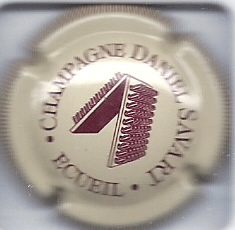 CHAMPAGNE DANIEL SAVART
• ECUEIL •